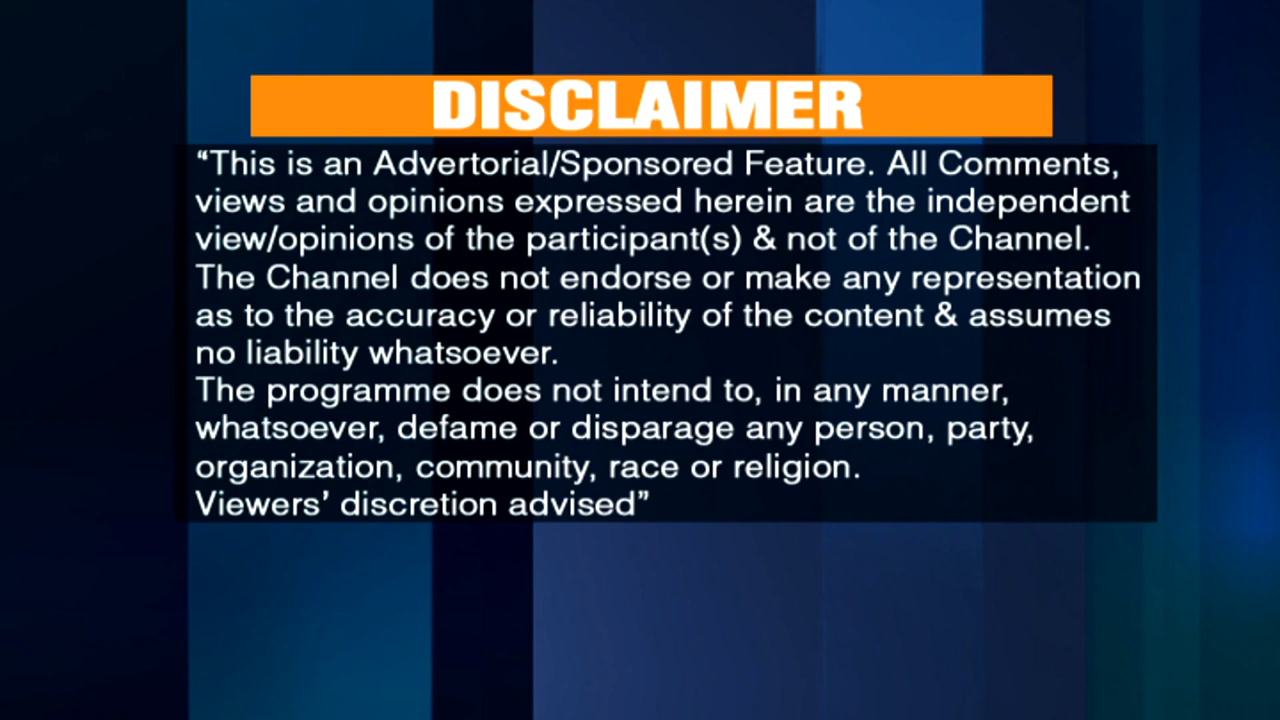 DISCLAIMER
“This is an Advertorial/Sponsored Feature. All Comments,
views and opinions expressed herein are the independent
view/opinions of the participant(s) & not of the Channel.
The Channel does not endorse or make any representation
as to the accuracy or reliability of the content & assumes
no liability whatsoever.
The programme does not intend to, in any manner,
whatsoever, defame or disparage any person, party,
organization, community, race or religion.
Viewers’ discretion advised”